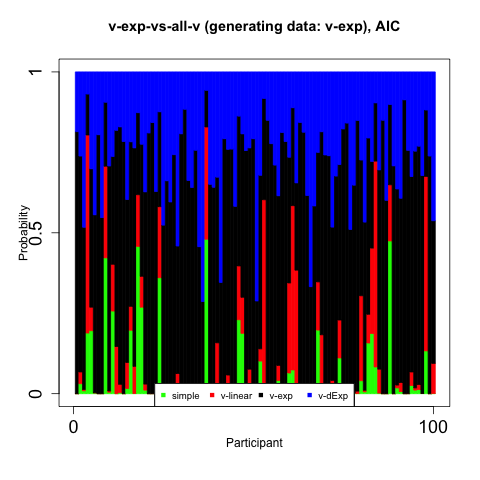 v-exp-vs-all-v (generating data: v-exp), AIC
1
0.5
0
Probability
simple v-linear v-exp v-dExp
0 100
Participant